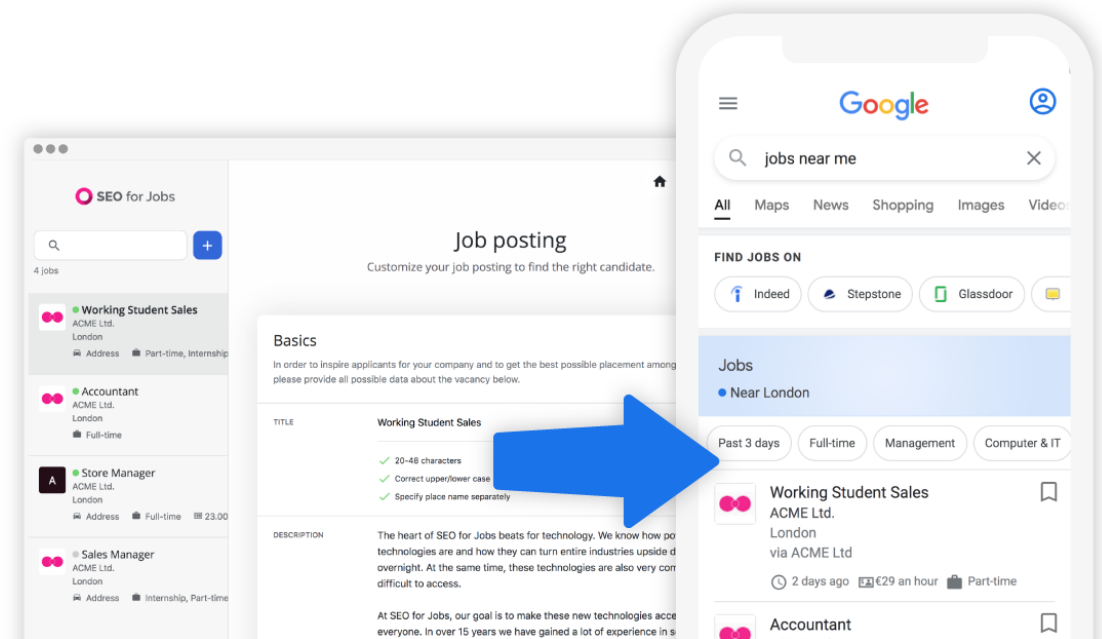 SEO for Jobs
4 jobs
Working Student Sales
ACME Ltd.
London
Address Part-time, Internship
Accountant
ACME Ltd.
London
Full-time
A
Store Manager
ACME Ltd.
London
Address Full-time 23.00
Sales Manager
ACME Ltd.
London
Address Internship, Part-time
Job posting
Customize your job posting to find the right candidate.
Basics
In order to inspire applicants for your company and to get the best possible placement among
please provide all possible data about the vacancy below.
TITLE
Working Student Sales
20-48 characters
Correct upper/lower case
Specify place name separately
DESCRIPTION
The heart of SEO for Jobs beats for technology. We know how
technologies are and how they can turn entire industries upside
overnight. At the same time, these technologies are also very
difficult to access.
At SEO for Jobs, our goal is to make these new technologies
everyone. In over 15 years we have gained a lot of experience in
Google
jobs near me
All Maps News Shopping Images Videos
FIND JOBS ON
Indeed Stepstone Glassdoor
Jobs
Near London
Past 3 days Full-time Management Computer & IT
Working Student Sales
ACME Ltd.
London
via ACME Ltd
2 days ago €29 an hour Part-time
Accountant